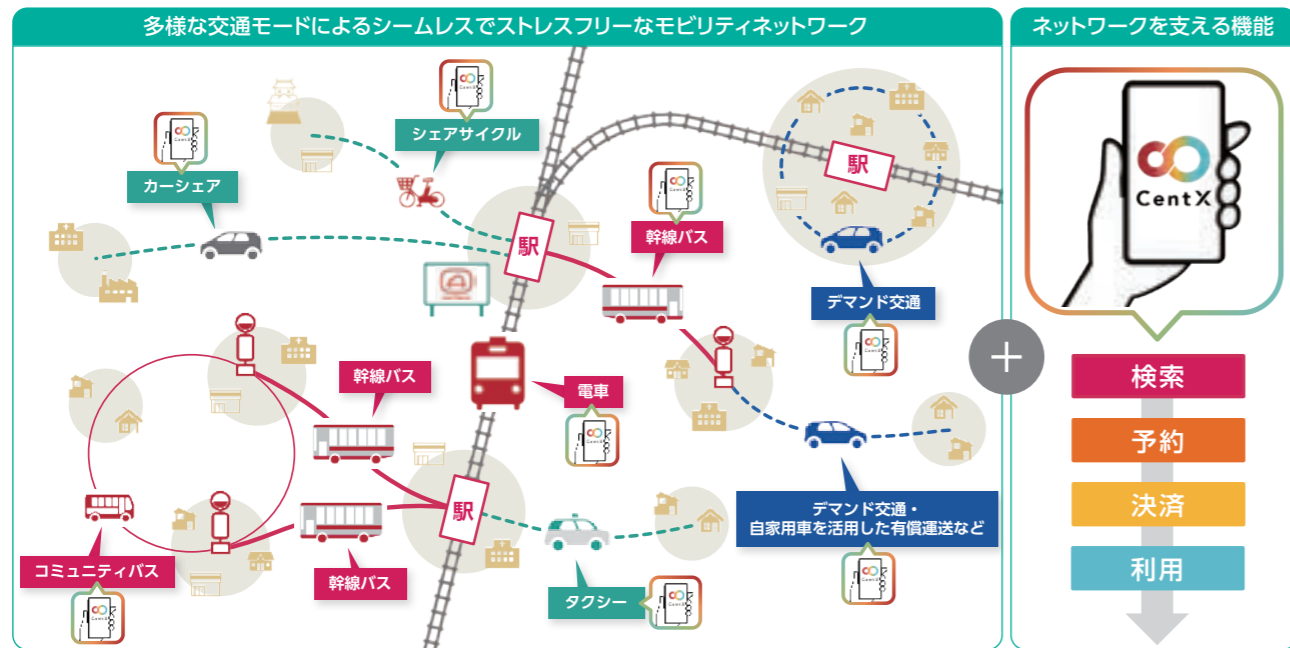 多様な交通モードによるシームレスでストレスフリーなモビリティネットワーク
ネットワークを支える機能
シェアサイクル
カーシェア
駅
幹線バス
駅
CentX
デマンド交通
検索
幹線バス
電車
予約
決済
駅
デマンド交通・
自家用車を活用した有償運送など
利用
コミュニティバス
幹線バス
タクシー